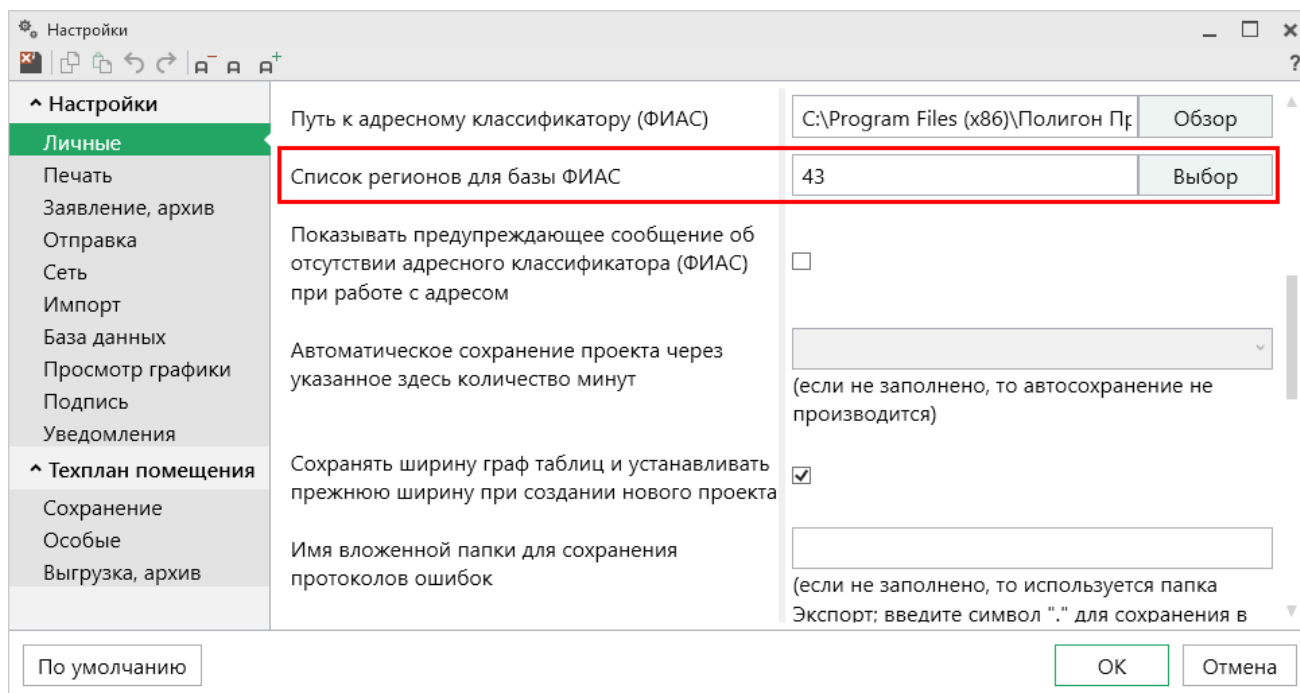 Настройки
?
Настройки
Личные
Печать
Заявление, архив
Отправка
Сеть
Импорт
База данных
Просмотр графики
Подпись
Уведомления
Техплан помещения
Сохранение
Особые
Выгрузка, архив
Путь к адресному классификатору (ФИАС)
C:\Program Files (x86)\Полигон Пр
Обзор
Список регионов для базы ФИАС
43
Выбор
Показывать предупреждающее сообщение об
отсутствии адресного классификатора (ФИАС)
при работе с адресом
Автоматическое сохранение проекта через
указанное здесь количество минут
(если не заполнено, то автосохранение не
производится)
Сохранять ширину граф таблиц и устанавливать
прежнюю ширину при создании нового проекта
Имя вложенной папки для сохранения
протоколов ошибок
(если не заполнено, то используется папка
Экспорт; введите символ "." для сохранения в
По умолчанию
ОК
Отмена